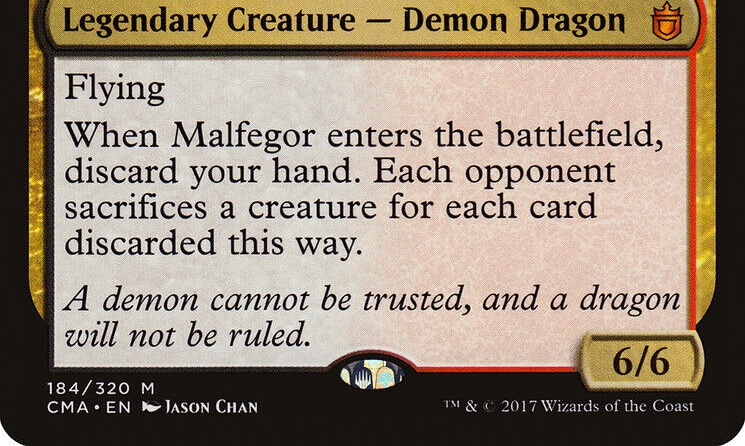 Legendary Creature — Demon Dragon
Flying
When Malfegor enters the battlefield,
discard your hand. Each opponent
sacrifices a creature for each card
discarded this way.
A demon cannot be trusted, and a dragon
will not be ruled.
6/6
184/320 M
CMA • EN Jason Chan
™ & © 2017 Wizards of the Coast